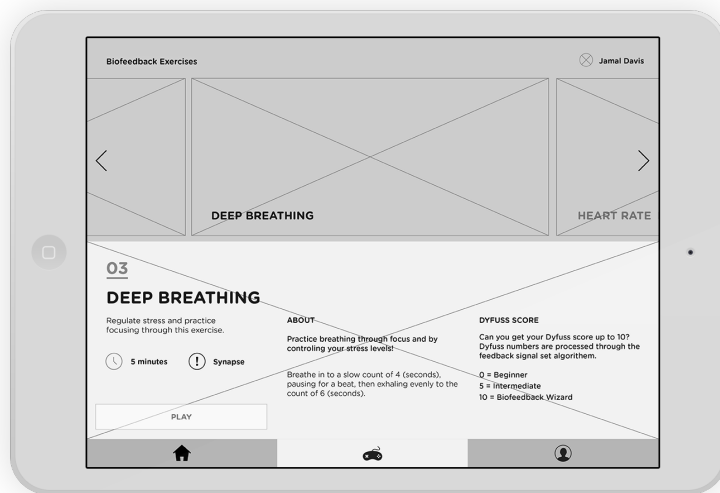 Biofeedback Exercises
Jamal Davis
DEEP BREATHING
HEART RATE
03
DEEP BREATHING
Regulate stress and practice
focusing through this exercise.
5 minutes
! Synapse
PLAY
ABOUT
Practice breathing through focus and by
controling your stress levels!
Breathe in to a slow count of 4 (seconds),
pausing for a beat, then exhaling evenly to the
count of 6 (seconds).
DYFUSS SCORE
Can you get your Dyfuss score up to 10?
Dyfuss numbers are processed through the
feedback signal set algorithem.
0 = Beginner
5 = Intermediate
10 = Biofeedback Wizard